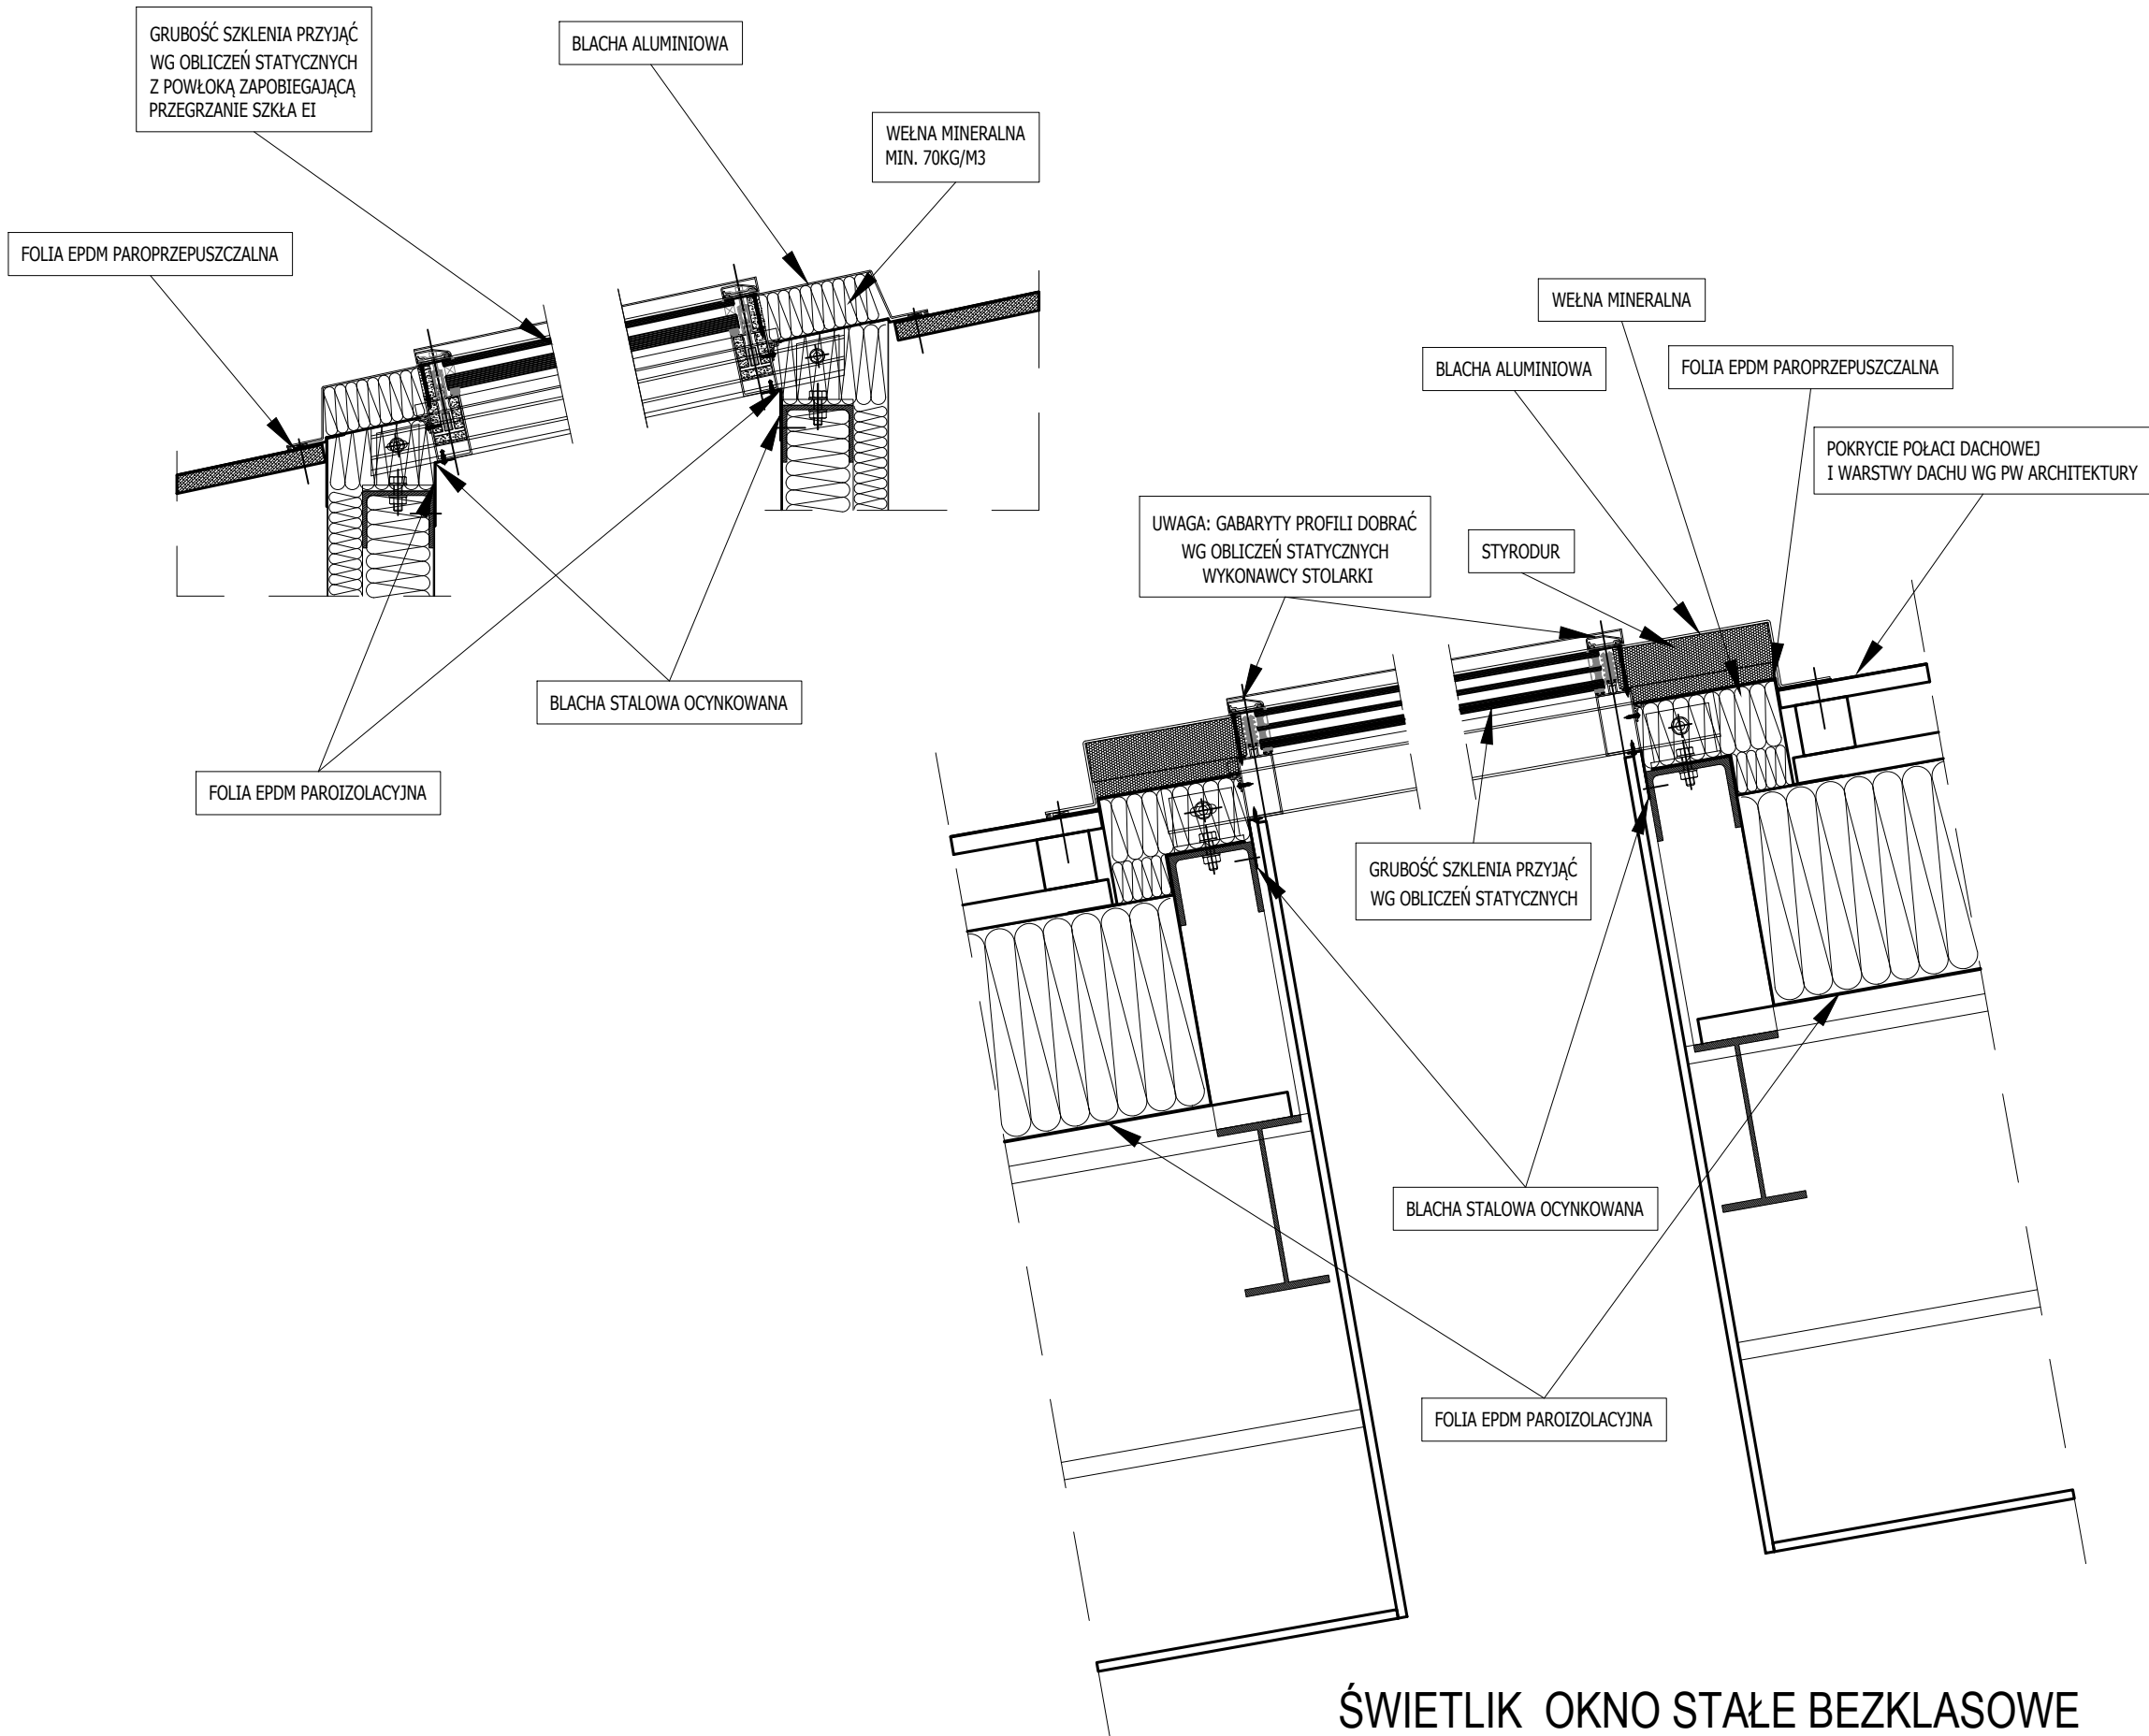 GRUBOŚĆ SZKLENIA PRZYJĄĆ
WG OBLICZEŃ STATYCZNYCH
Z POWŁOKĄ ZAPOBIEGAJĄCĄ
PRZEGRZANIE SZKŁA EI
BLACHA ALUMINIOWA
WEŁNA MINERALNA
MIN. 70KG/M3
FOLIA EPDM PAROPRZEPUSZCZALNA
BLACHA STALOWA OCYNKOWANA
FOLIA EPDM PAROIZOLACYJNA
WEŁNA MINERALNA
BLACHA ALUMINIOWA
FOLIA EPDM PAROPRZEPUSZCZALNA
POKRYCIE POŁACI DACHOWEJ
I WARSTWY DACHU WG PW ARCHITEKTURY
UWAGA: GABARYTY PROFILI DOBRAĆ
WG OBLICZEŃ STATYCZNYCH
WYKONAWCY STOLARKI
STYRODUR
GRUBOŚĆ SZKLENIA PRZYJĄĆ
WG OBLICZEŃ STATYCZNYCH
BLACHA STALOWA OCYNKOWANA
FOLIA EPDM PAROIZOLACYJNA
ŚWIETLIK OKNO STAŁE BEZKLASOWE